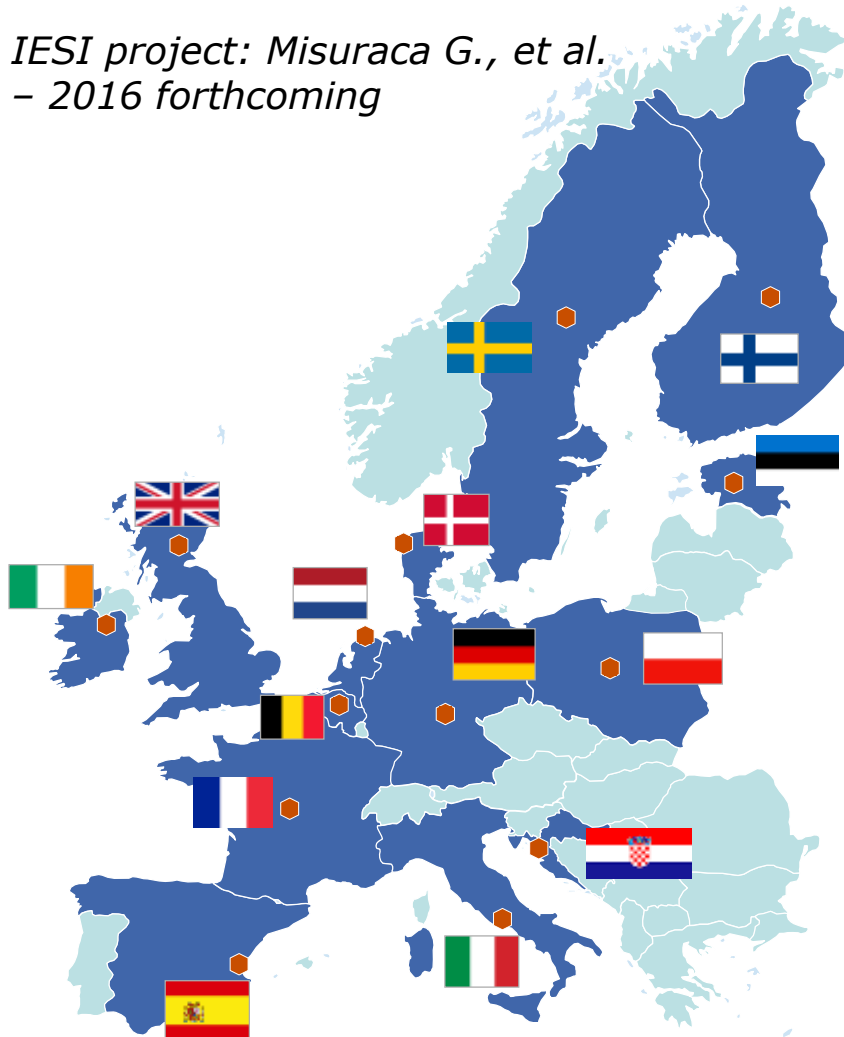 IESI project: Misuraca G., et al.
– 2016 forthcoming